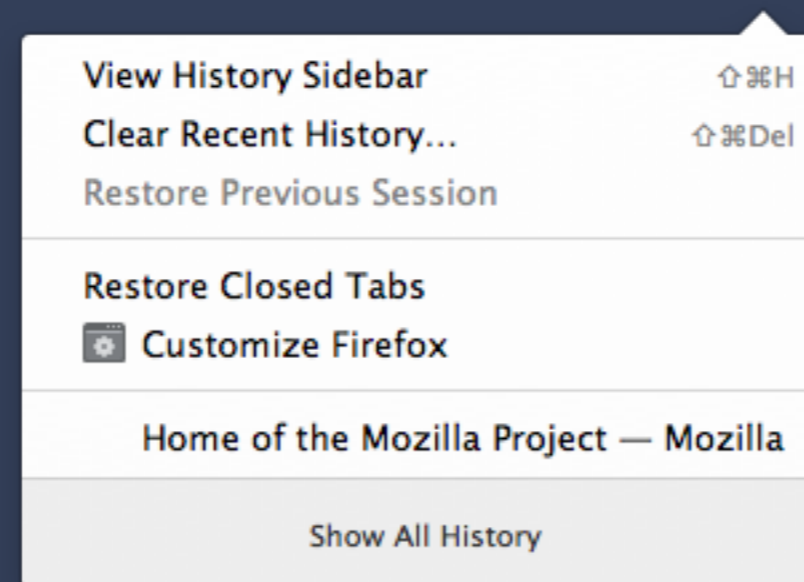 View History Sidebar ⇧⌘H
Clear Recent History... ⇧⌘Del
Restore Previous Session
Restore Closed Tabs
Customize Firefox
Home of the Mozilla Project — Mozilla
Show All History